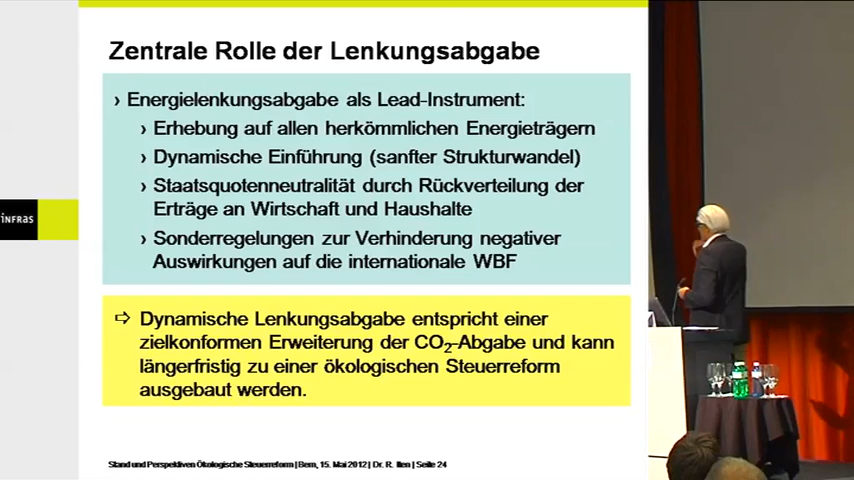 Zentrale Rolle der Lenkungsabgabe
› Energielenkungsabgabe als Lead-Instrument:
› Erhebung auf allen herkömmlichen Energieträgern
› Dynamische Einführung (sanfter Strukturwandel)
› Staatsquotenneutralität durch Rückverteilung der
Erträge an Wirtschaft und Haushalte
› Sonderregelungen zur Verhinderung negativer
Auswirkungen auf die internationale WBF
infras
⇨ Dynamische Lenkungsabgabe entspricht einer
zielkonformen Erweiterung der CO₂-Abgabe und kann
längerfristig zu einer ökologischen Steuerreform
ausgebaut werden.
Stand und Perspektiven Ökologische Steuerreform | Bern, 15. Mai 2012 | Dr. R. Iten | Seite 24